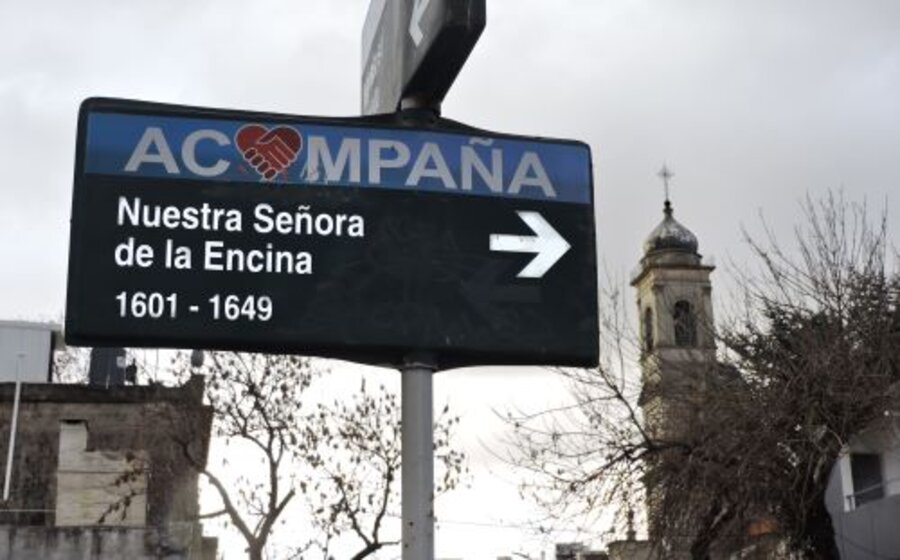 ACOMPAÑA
Nuestra Señora
de la Encina
1601 - 1649